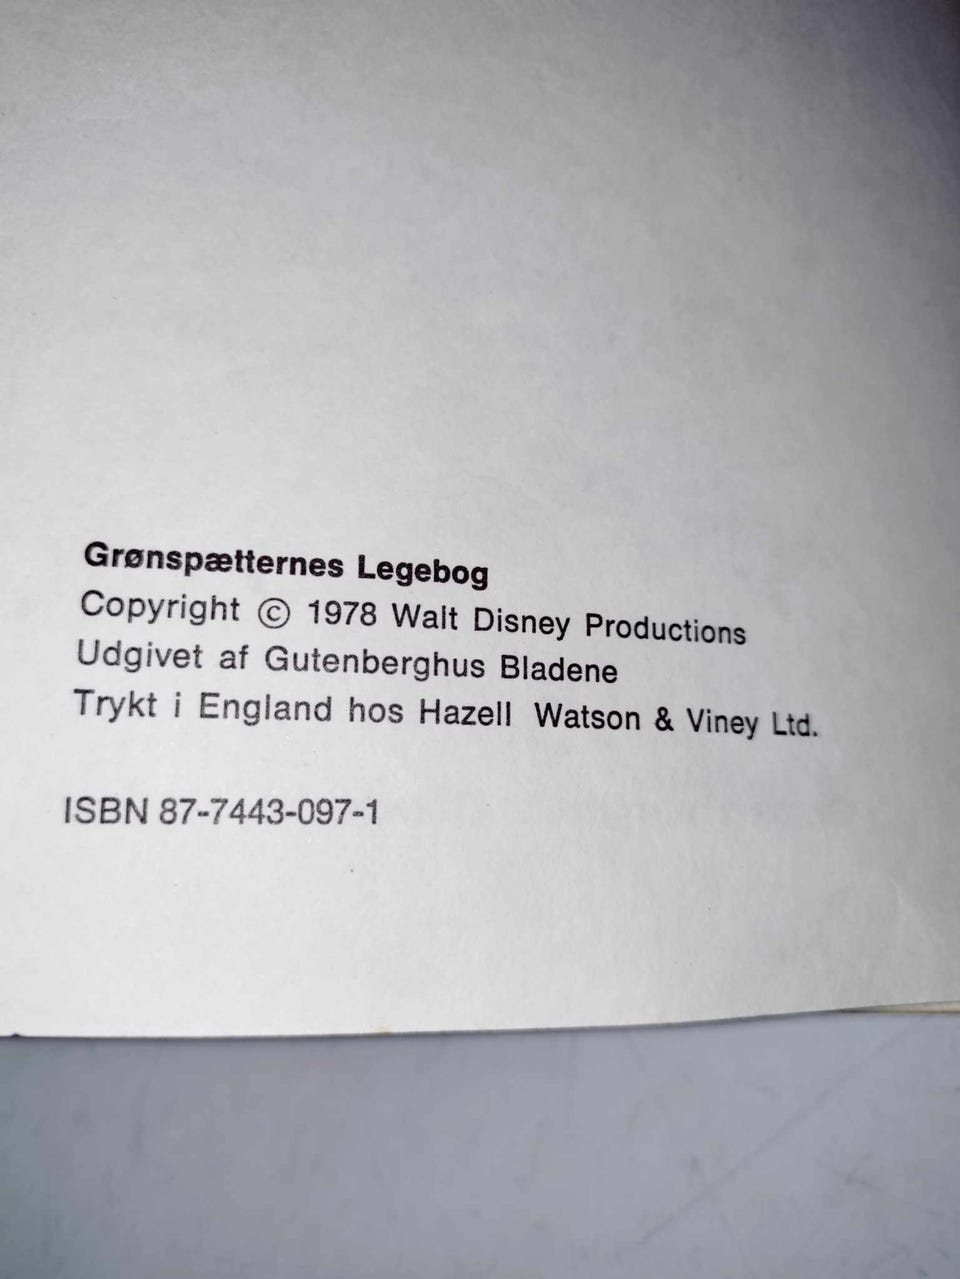 Grønspætternes Legebog
Copyright © 1978 Walt Disney Productions
Udgivet af Gutenberghus Bladene
Trykt i England hos Hazell Watson & Viney Ltd.
ISBN 87-7443-097-1